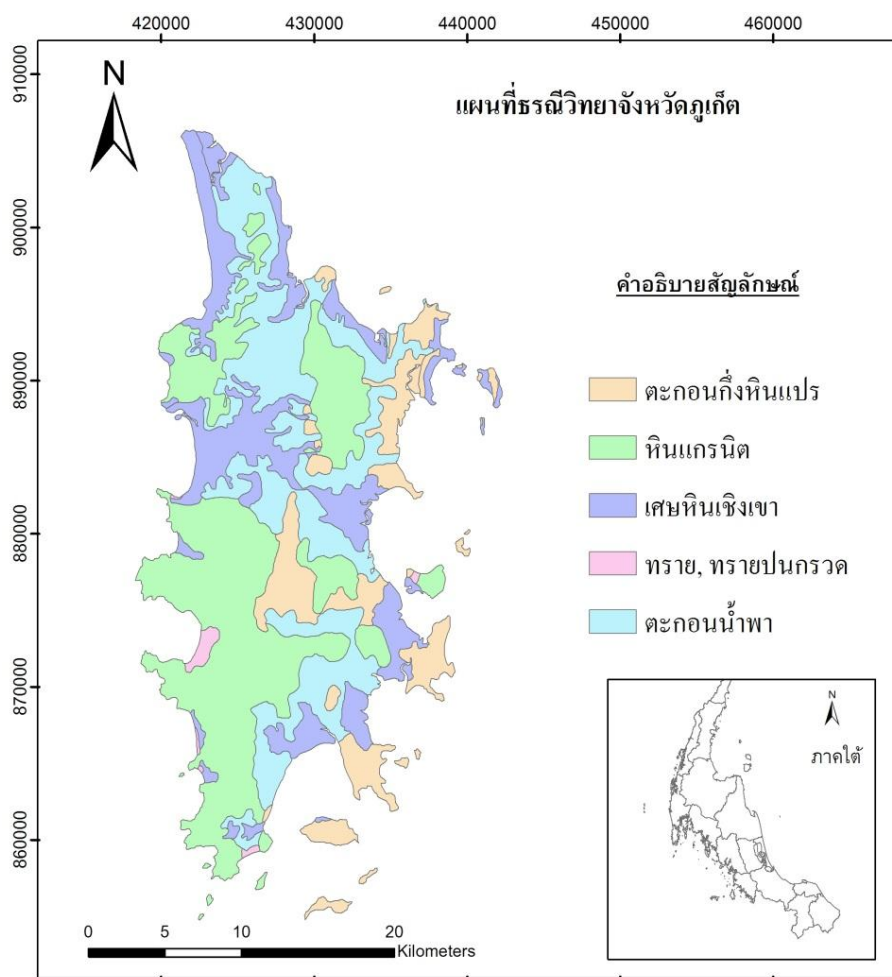 420000 430000 440000 450000 460000
910000
900000
890000
880000
870000
860000
N
แผนที่ธรณีวิทยาจังหวัดภูเก็ต
คำอธิบายสัญลักษณ์
ตะกอนกึ่งหินแปร
หินแกรนิต
เศษหินเชิงเขา
ทราย, ทรายปนกรวด
ตะกอนน้ำพา
N
ภาคใต้
0 5 10 20
Kilometers